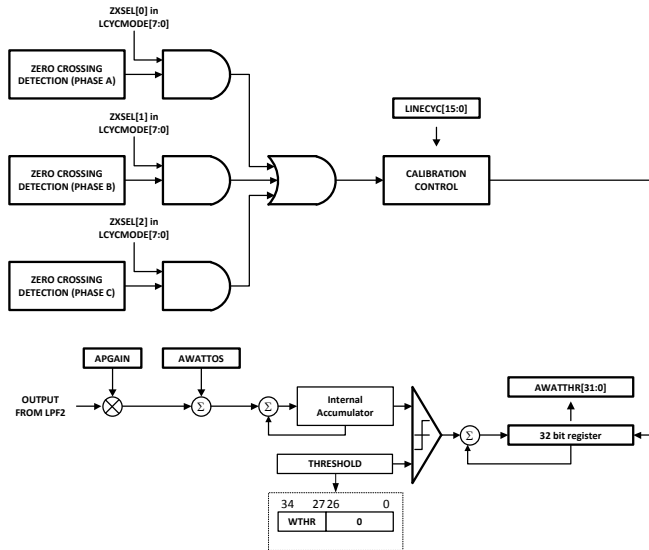 ZXSEL[0] in
LCYCMODE[7:0]
ZERO CROSSING
DETECTION (PHASE A)
ZXSEL[1] in
LCYCMODE[7:0]
LINECYC[15:0]
ZERO CROSSING
DETECTION (PHASE B)
CALIBRATION
CONTROL
ZXSEL[2] in
LCYCMODE[7:0]
ZERO CROSSING
DETECTION (PHASE C)
APGAIN
AWATTOS
AWATTHR[31:0]
OUTPUT
FROM LPF2
Σ
Σ
Internal
Accumulator
Σ
32 bit register
THRESHOLD
34 27 26 0
WTHR 0